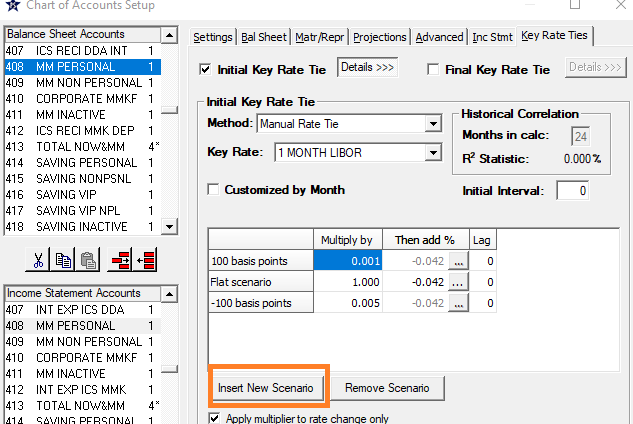 Chart of Accounts Setup
Balance Sheet Accounts
407 ICS RECI DDA INT 1
408 MM PERSONAL 1
409 MM NON PERSONAL 1
410 CORPORATE MMKF 1
411 MM INACTIVE 1
412 ICS RECI MMK DEP 1
413 TOTAL NOW&MM 4*
414 SAVING PERSONAL 1
415 SAVING NONPSNL 1
416 SAVING VIP 1
417 SAVING VIP NPL 1
418 SAVING INACTIVE 1
Income Statement Accounts
407 INT EXP ICS DDA 1
408 MM PERSONAL 1
409 MM NON PERSONAL 1
410 CORPORATE MMKF 1
411 MM INACTIVE 1
412 INT EXP ICS MMK 1
413 TOTAL NOW&MM 4*
414 SAVING PERSONAL 1
Settings Bal Sheet Matr/Repr Projections Advanced Inc Stmt Key Rate Ties
Initial Key Rate Tie Details >>> Final Key Rate Tie Details >>>
Initial Key Rate Tie
Method: Manual Rate Tie
Key Rate: 1 MONTH LIBOR
Customized by Month
Historical Correlation
Months in calc: 24
R² Statistic: 0.000 %
Initial Interval: 0
Multiply by Then add % Lag
100 basis points 0.001 -0.042 ... 0
Flat scenario 1.000 -0.042 ... 0
-100 basis points 0.005 -0.042 ... 0
Insert New Scenario Remove Scenario
Apply multiplier to rate change only